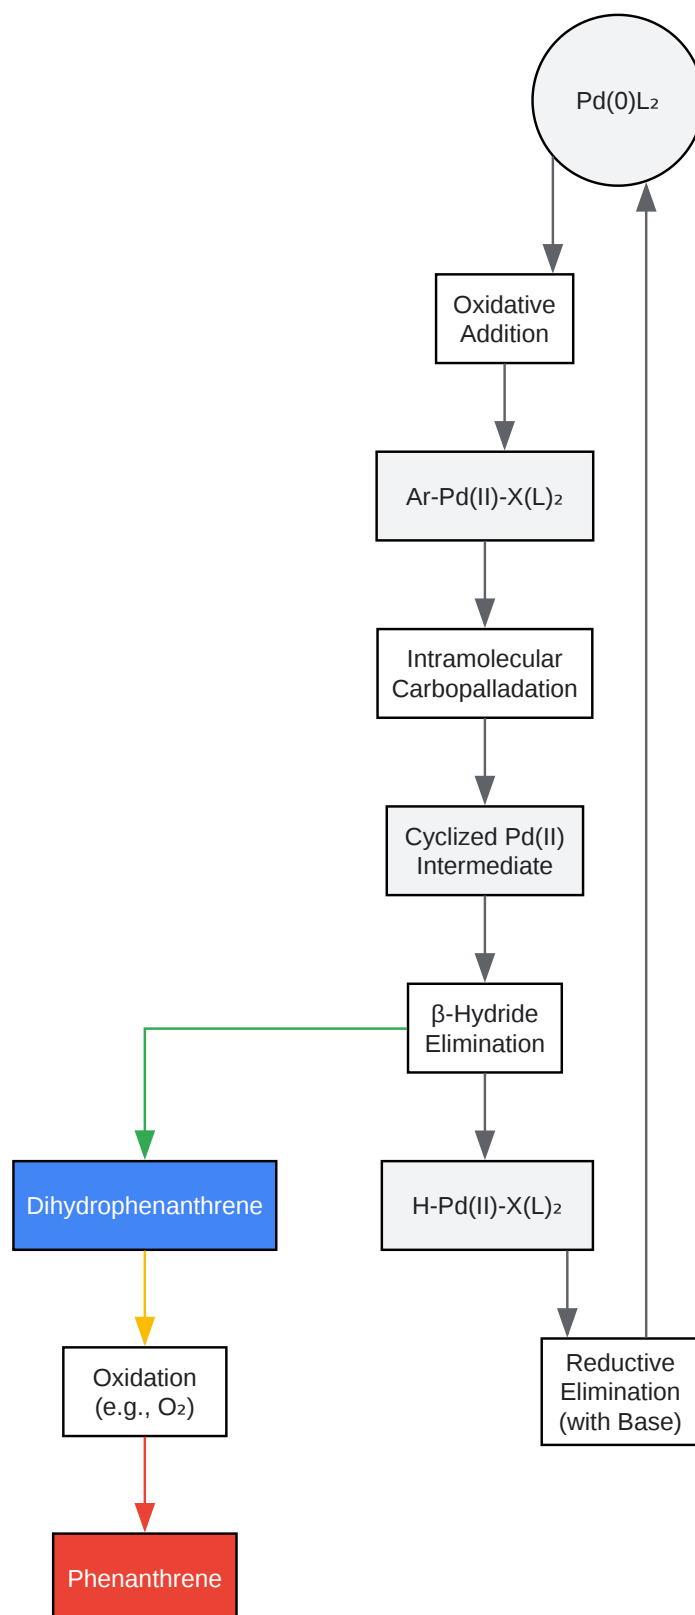 Pd(0)L₂
Oxidative
Addition
Ar-Pd(II)-X(L)₂
Intramolecular
Carbopalladation
Cyclized Pd(II)
Intermediate
β-Hydride
Elimination
Dihydrophenanthrene
H-Pd(II)-X(L)₂
Oxidation
(e.g., O₂)
Reductive
Elimination
(with Base)
Phenanthrene